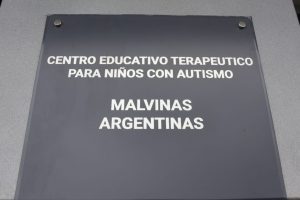 CENTRO EDUCATIVO TERAPEUTICO
PARA NIÑOS CON AUTISMO
MALVINAS
ARGENTINAS